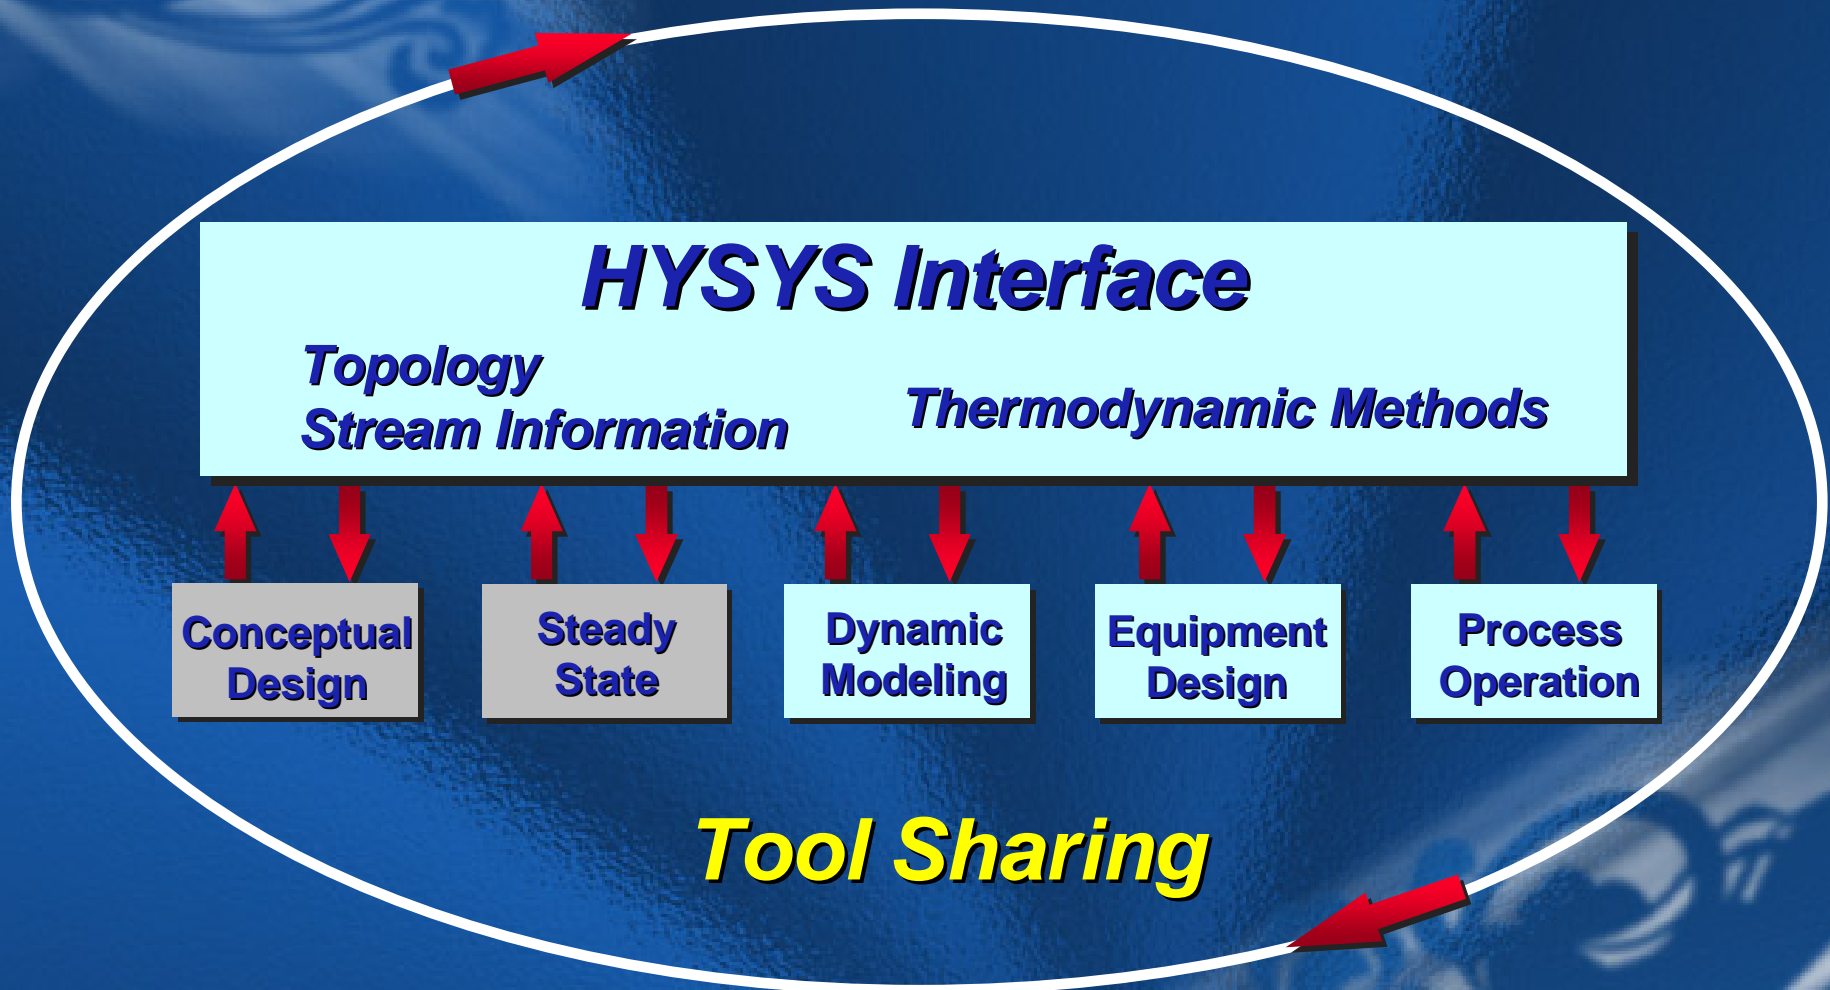 HYSYS Interface
Topology
Stream Information
Thermodynamic Methods
Conceptual
Design
Steady
State
Dynamic
Modeling
Equipment
Design
Process
Operation
Tool Sharing